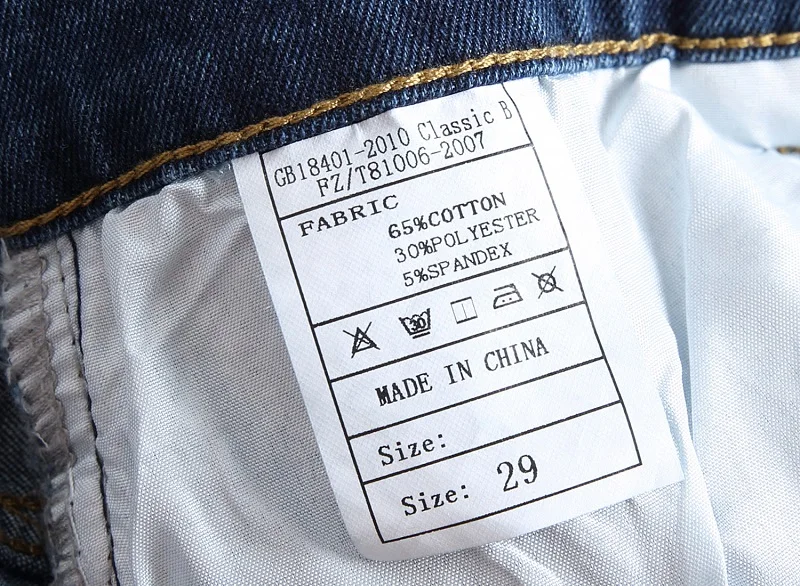 GB18401-2010 Classic B
FZ/T81006-2007
FABRIC
65%COTTON
30%POLYESTER
5%SPANDEX
30
MADE IN CHINA
Size:
Size: 29